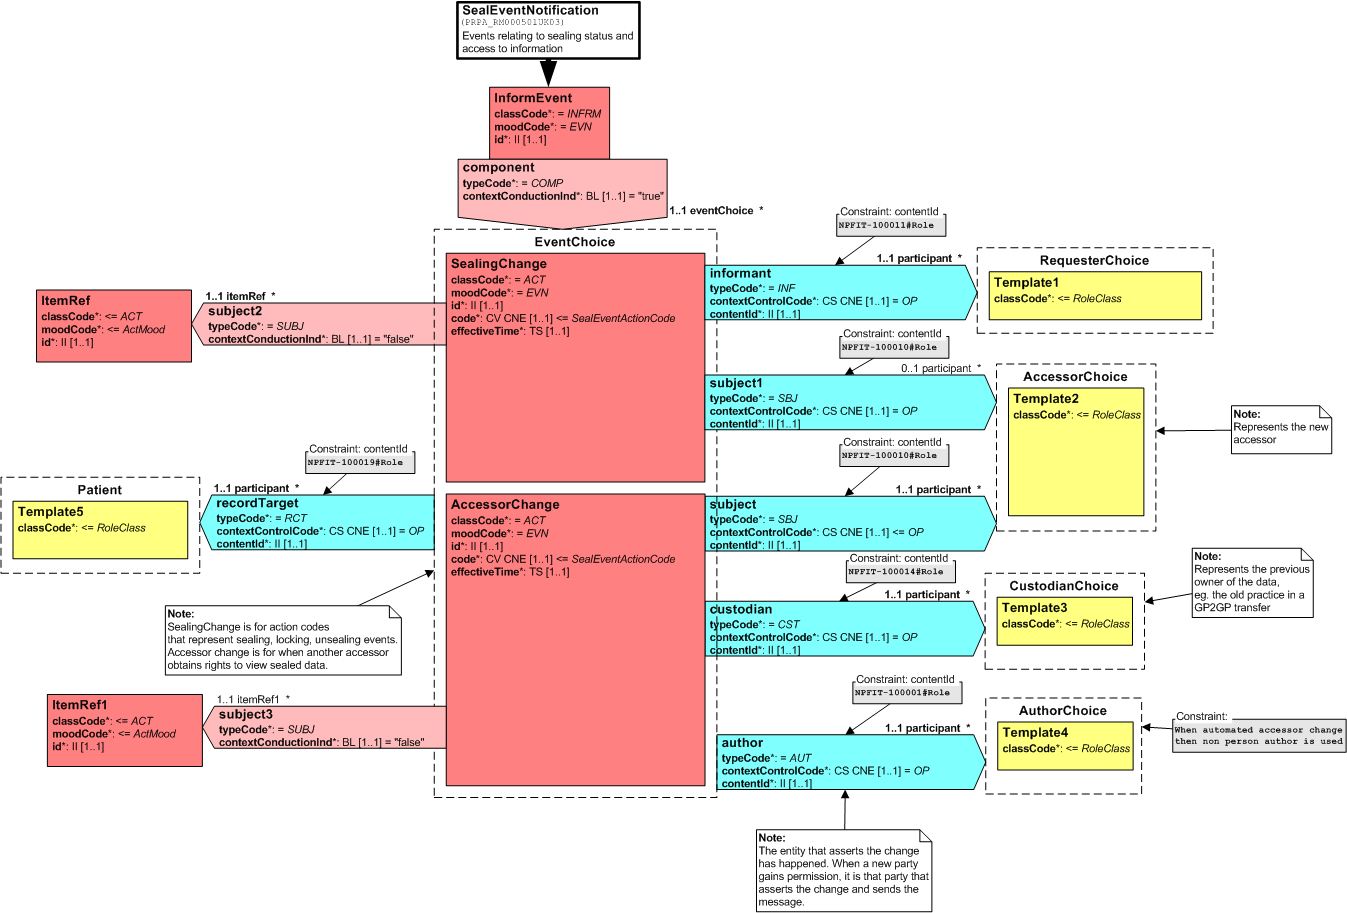 SealEventNotification
(PRPA_RM000501UK03)
Events relating to sealing status and
access to information
InformEvent
classCode*: = INFRM
moodCode*: = EVN
id*: II [1..1]
component
typeCode*: = COMP
contextConductionInd*: BL [1..1] = "true"
1..1 eventChoice *
EventChoice
SealingChange
classCode*: = ACT
moodCode*: = EVN
id*: II [1..1]
code*: CV CNE [1..1] <= SealEventActionCode
effectiveTime*: TS [1..1]
1..1 itemRef *
subject2
typeCode*: = SUBJ
contextConductionInd*: BL [1..1] = "false"
ItemRef
classCode*: <= ACT
moodCode*: <= ActMood
id*: II [1..1]
Constraint: contentId
NPFIT-100011#Role
1..1 participant *
informant
typeCode*: = INF
contextControlCode*: CS CNE [1..1] = OP
contentId*: II [1..1]
RequesterChoice
Template1
classCode*: <= RoleClass
Constraint: contentId
NPFIT-100010#Role
0..1 participant *
subject1
typeCode*: = SBJ
contextControlCode*: CS CNE [1..1] = OP
contentId*: II [1..1]
AccessorChoice
Template2
classCode*: <= RoleClass
Note:
Represents the new
accessor
Constraint: contentId
NPFIT-100010#Role
1..1 participant *
subject
typeCode*: = SBJ
contextControlCode*: CS CNE [1..1] <= OP
contentId*: II [1..1]
Constraint: contentId
NPFIT-100019#Role
1..1 participant *
recordTarget
typeCode*: = RCT
contextControlCode*: CS CNE [1..1] = OP
contentId*: II [1..1]
Patient
Template5
classCode*: <= RoleClass
AccessorChange
classCode*: = ACT
moodCode*: = EVN
id*: II [1..1]
code*: CV CNE [1..1] <= SealEventActionCode
effectiveTime*: TS [1..1]
Note:
SealingChange is for action codes
that represent sealing, locking, unsealing events.
Accessor change is for when another accessor
obtains rights to view sealed data.
Constraint: contentId
NPFIT-100014#Role
1..1 participant *
custodian
typeCode*: = CST
contextControlCode*: CS CNE [1..1] = OP
contentId*: II [1..1]
CustodianChoice
Template3
classCode*: <= RoleClass
Note:
Represents the previous
owner of the data,
eg. the old practice in a
GP2GP transfer
1..1 itemRef1 *
subject3
typeCode*: = SUBJ
contextConductionInd*: BL [1..1] = "false"
ItemRef1
classCode*: <= ACT
moodCode*: <= ActMood
id*: II [1..1]
Constraint: contentId
NPFIT-100001#Role
1..1 participant *
author
typeCode*: = AUT
contextControlCode*: CS CNE [1..1] = OP
contentId*: II [1..1]
AuthorChoice
Template4
classCode*: <= RoleClass
Constraint:
When automated accessor change
then non person author is used
Note:
The entity that asserts the change
has happened. When a new party
gains permission, it is that party that
asserts the change and sends the
message.